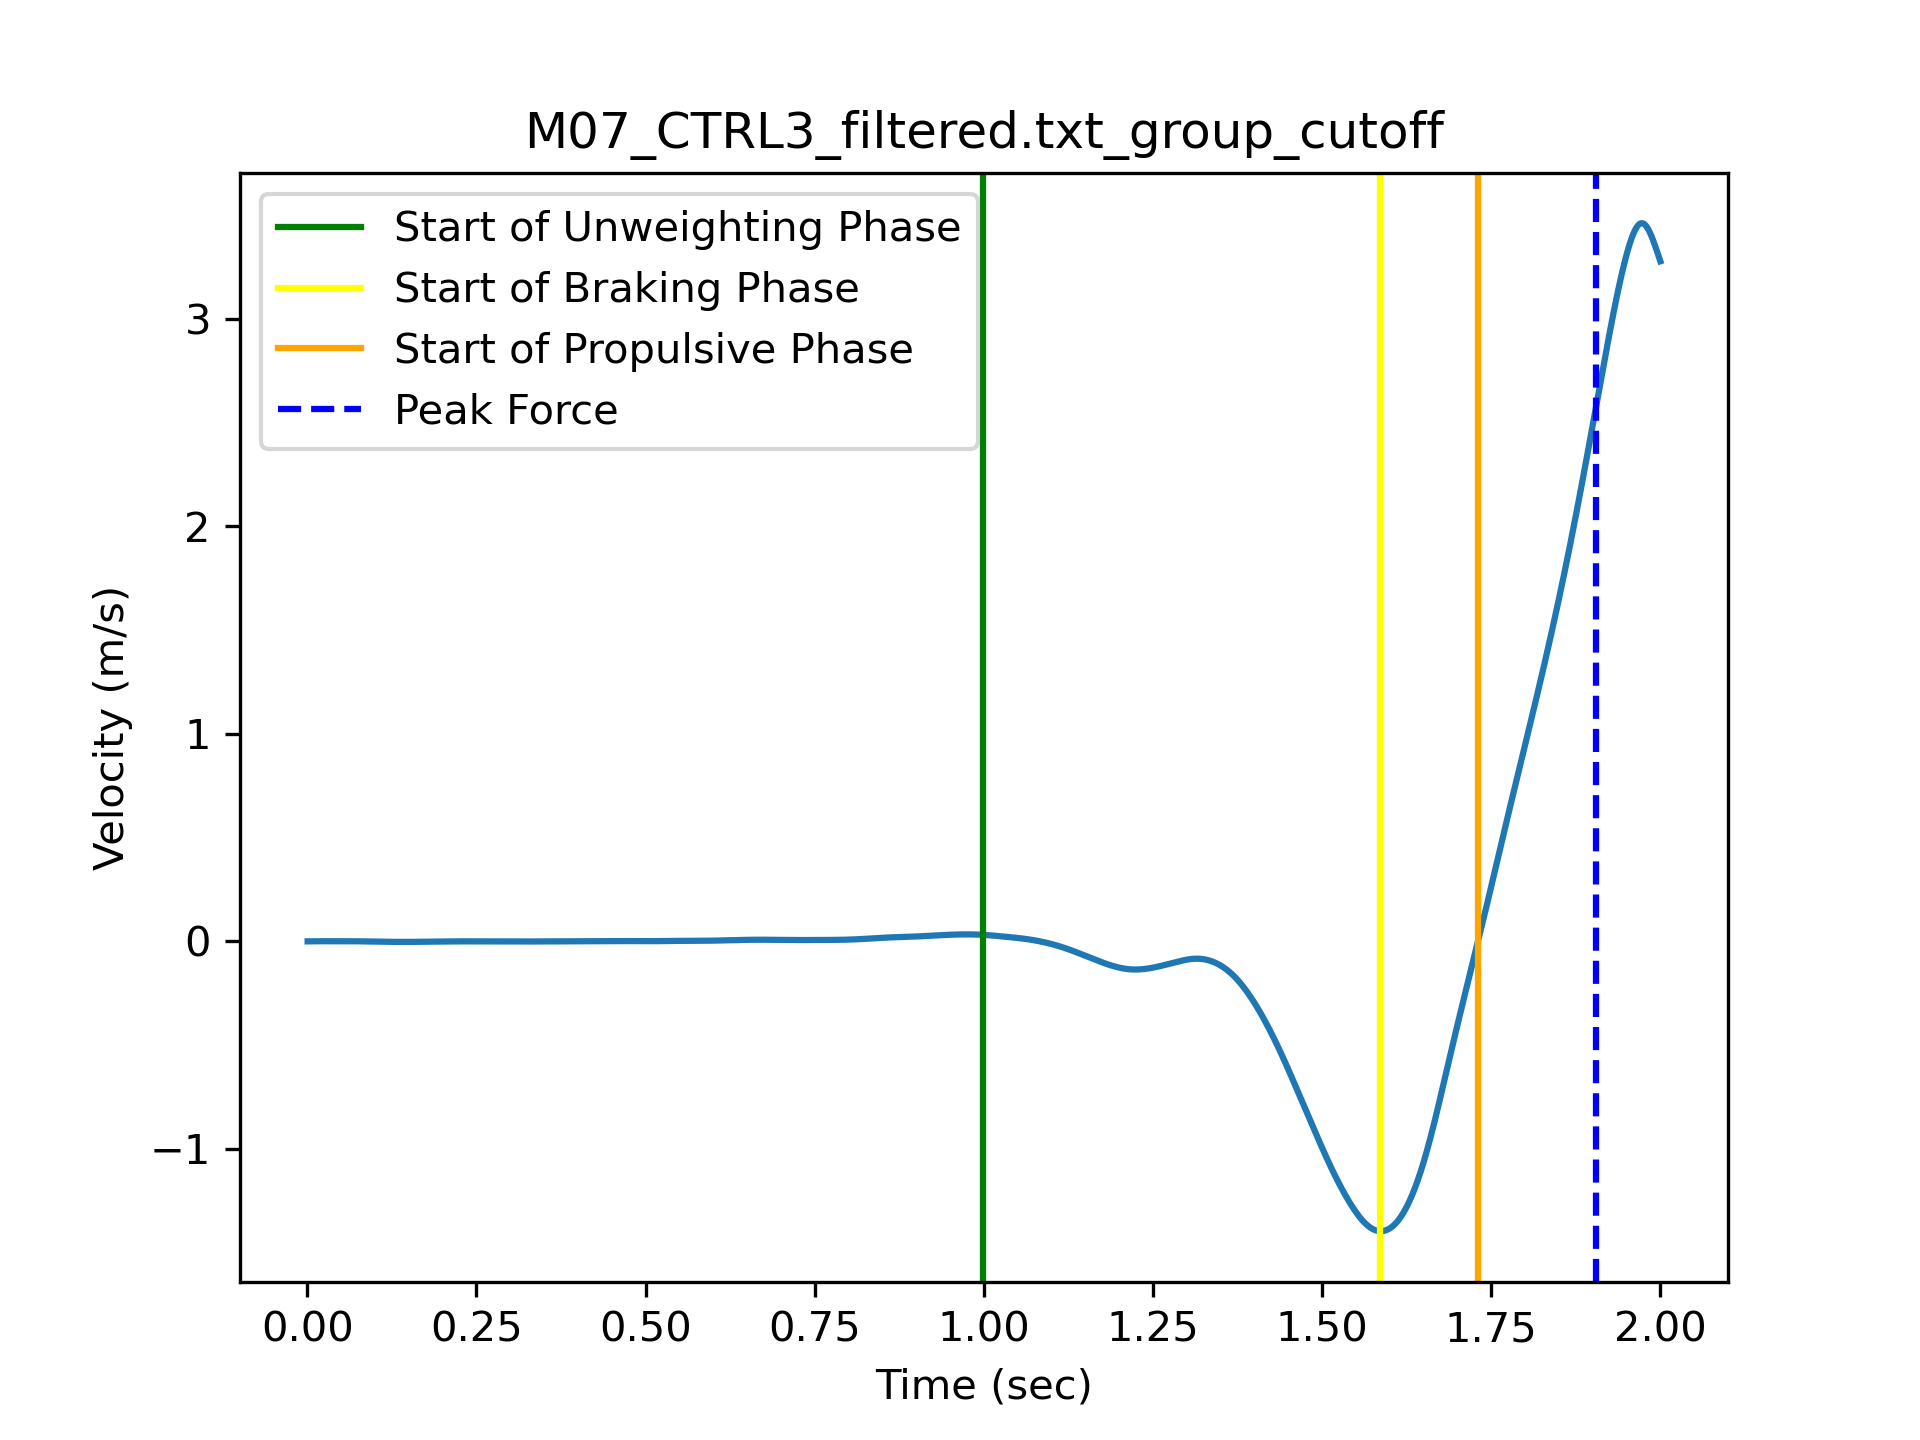 M07_CTRL3_filtered.txt_group_cutoff
Start of Unweighting Phase
Start of Braking Phase
Start of Propulsive Phase
Peak Force
Velocity (m/s)
3
2
1
0
−1
0.00 0.25 0.50 0.75 1.00 1.25 1.50 1.75 2.00
Time (sec)